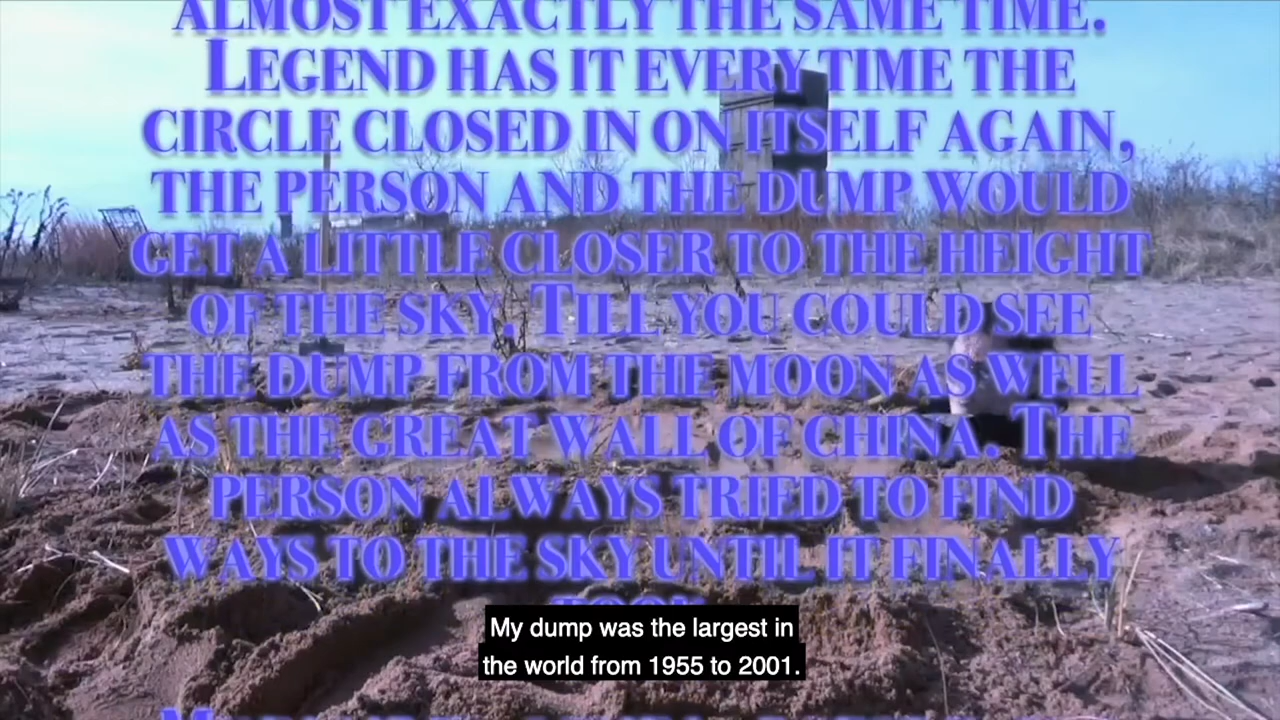 ALMOST EXACTLY THE SAME TIME.
LEGEND HAS IT EVERY TIME THE
CIRCLE CLOSED IN ON ITSELF AGAIN,
THE PERSON AND THE DUMP WOULD
GET A LITTLE CLOSER TO THE HEIGHT
OF THE SKY. TILL YOU COULD SEE
THE DUMP FROM THE MOON AS WELL
AS THE GREAT WALL OF CHINA. THE
PERSON ALWAYS TRIED TO FIND
WAYS TO THE SKY UNTIL IT FINALLY
My dump was the largest in
the world from 1955 to 2001.